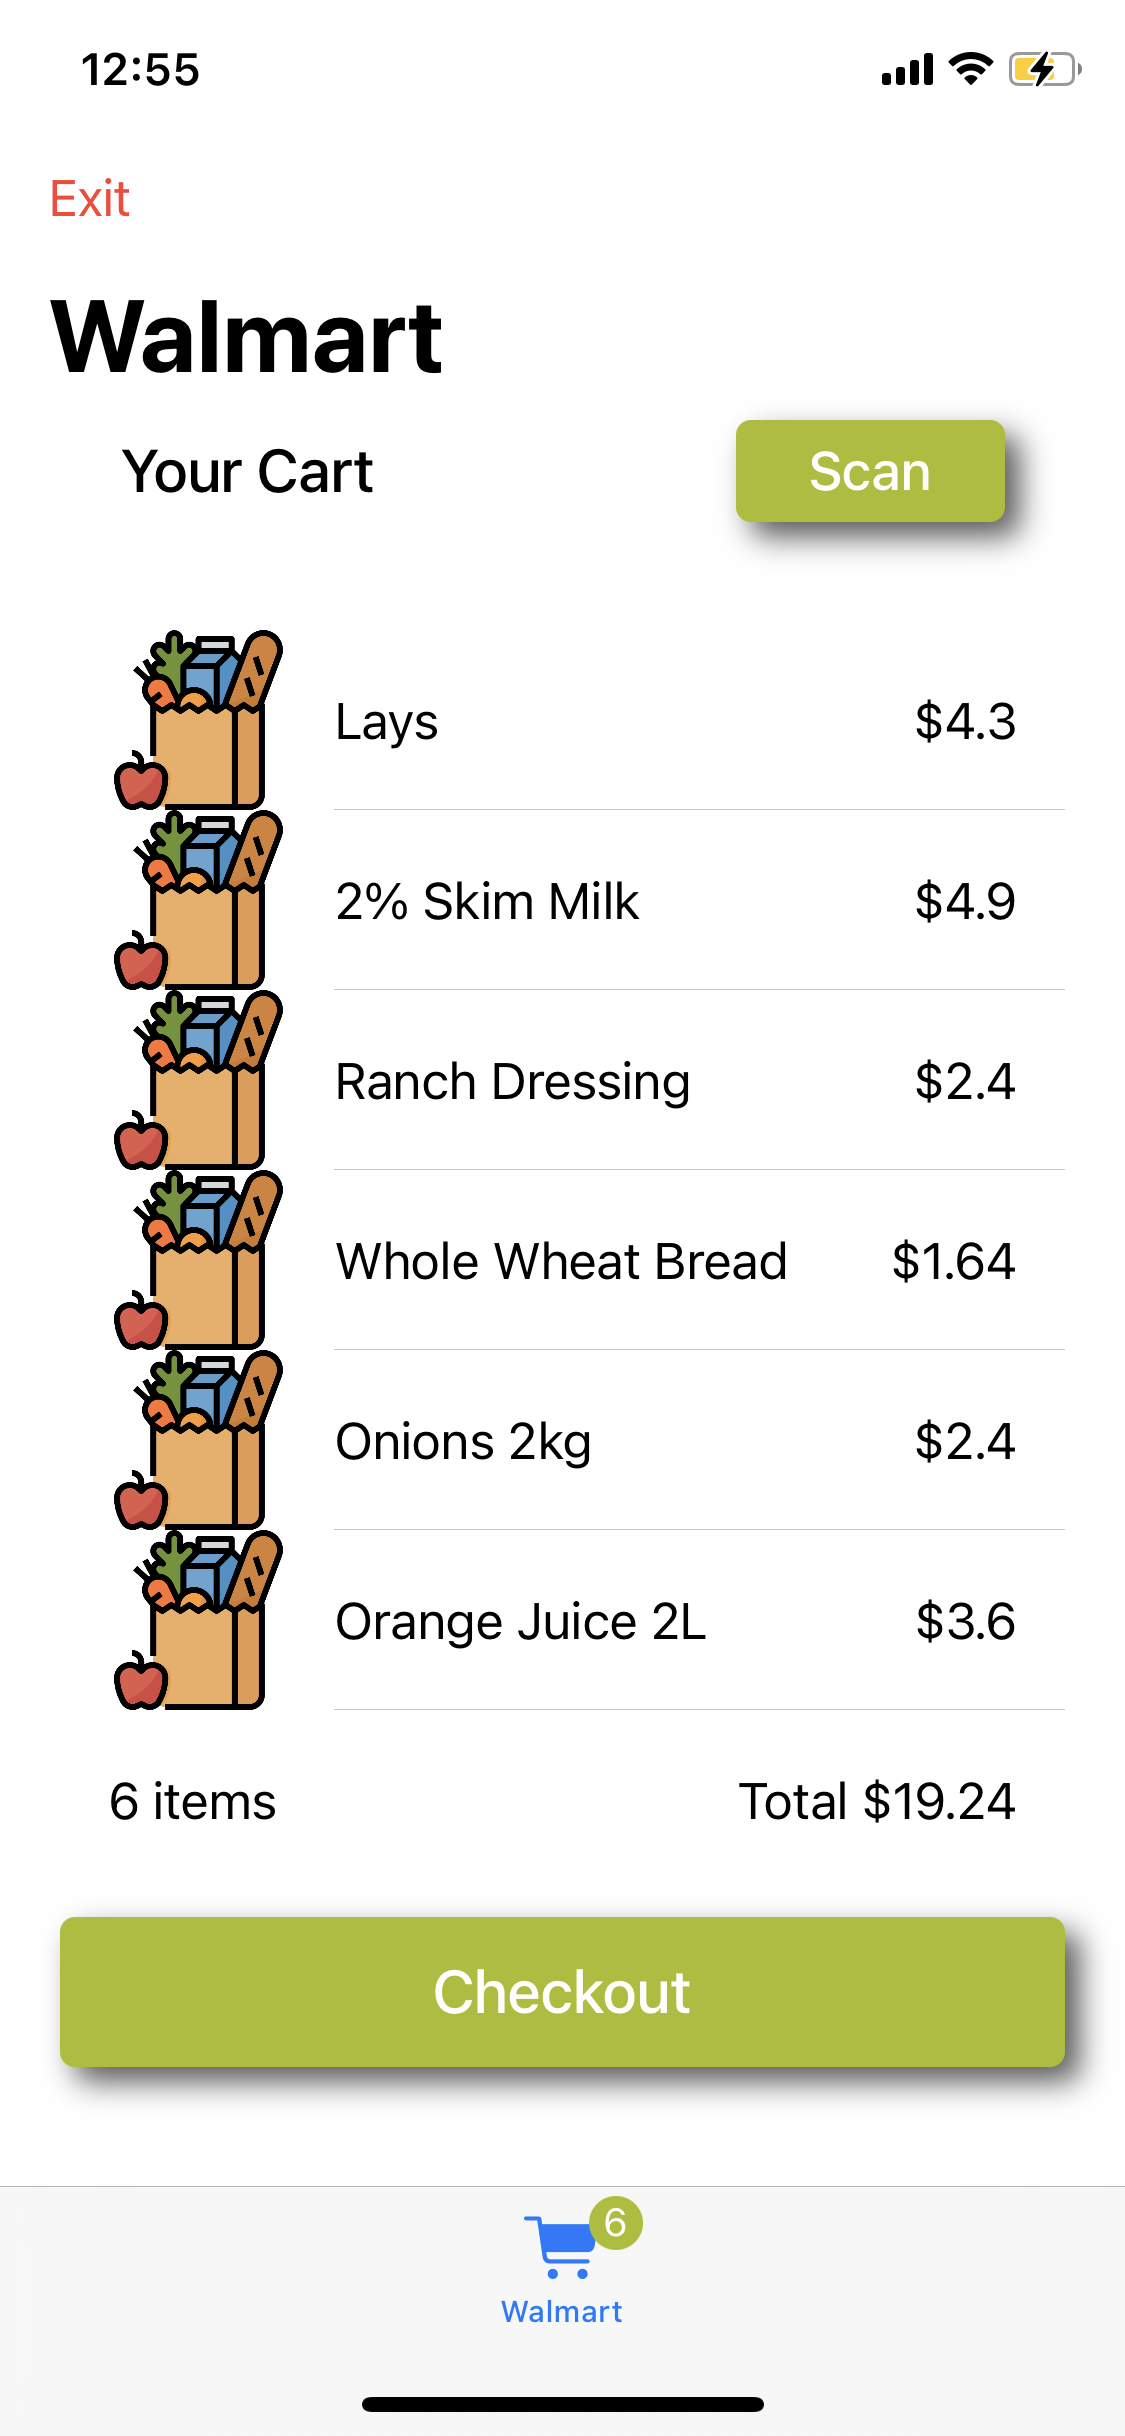 12:55
Exit
Walmart
Your Cart
Scan
Lays $4.3
2% Skim Milk $4.9
Ranch Dressing $2.4
Whole Wheat Bread $1.64
Onions 2kg $2.4
Orange Juice 2L $3.6
6 items Total $19.24
Checkout
6
Walmart